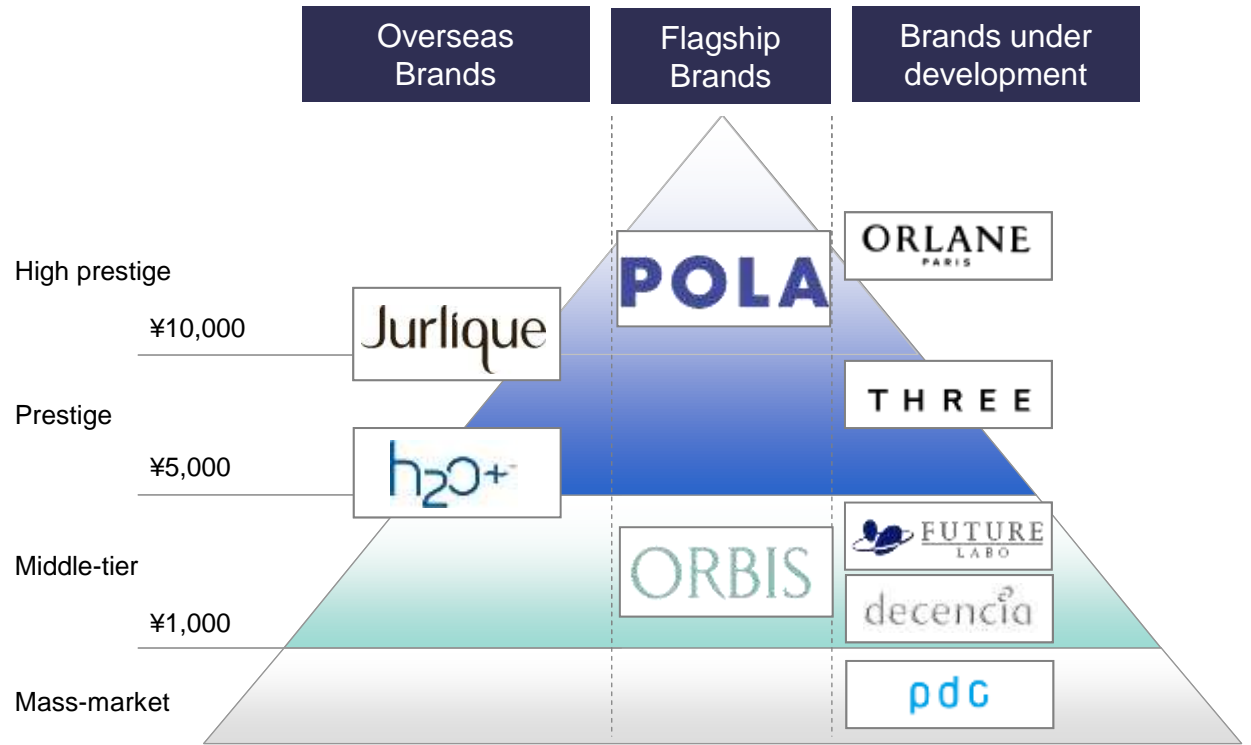 Overseas
Brands
Flagship
Brands
Brands under
development
ORLANE
PARIS
High prestige
POLA
¥10,000
Jurlique
THREE
Prestige
¥5,000
h2o+
FUTURE
LABO
Middle-tier
ORBIS
decencia
¥1,000
Mass-market
pdc